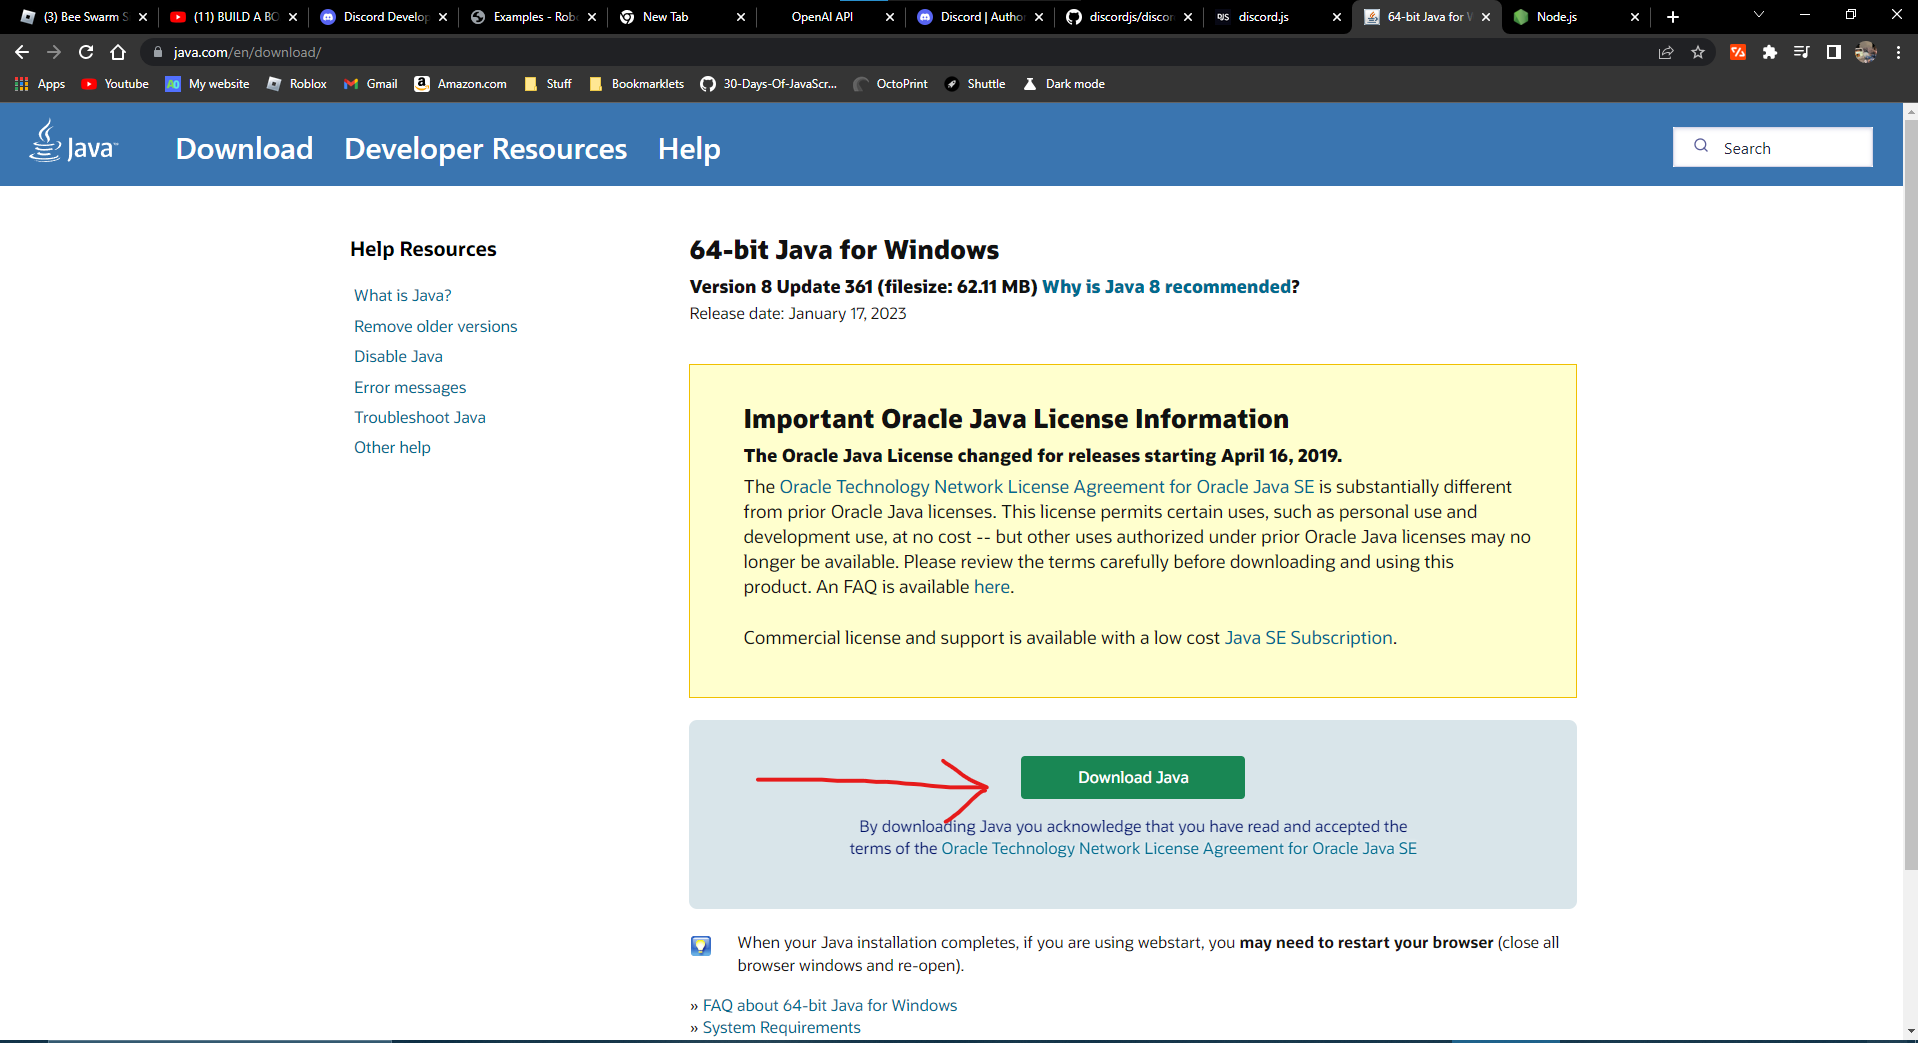 (3) Bee Swarm S
(11) BUILD A BO
Discord Develop
Examples - Rob
New Tab
OpenAI API
Discord | Autho
discordjs/discor
DJS discord.js
64-bit Java for W
Node.js
java.com/en/download/
Apps
Youtube
My website
Roblox
Gmail
Amazon.com
Stuff
Bookmarklets
30-Days-Of-JavaScr...
OctoPrint
Shuttle
Dark mode
Java™
Download
Developer Resources
Help
Search
Help Resources
What is Java?
Remove older versions
Disable Java
Error messages
Troubleshoot Java
Other help
64-bit Java for Windows
Version 8 Update 361 (filesize: 62.11 MB) Why is Java 8 recommended?
Release date: January 17, 2023
Important Oracle Java License Information
The Oracle Java License changed for releases starting April 16, 2019.
The Oracle Technology Network License Agreement for Oracle Java SE is substantially different
from prior Oracle Java licenses. This license permits certain uses, such as personal use and
development use, at no cost -- but other uses authorized under prior Oracle Java licenses may no
longer be available. Please review the terms carefully before downloading and using this
product. An FAQ is available here.
Commercial license and support is available with a low cost Java SE Subscription.
Download Java
By downloading Java you acknowledge that you have read and accepted the
terms of the Oracle Technology Network License Agreement for Oracle Java SE
When your Java installation completes, if you are using webstart, you may need to restart your browser (close all
browser windows and re-open).
» FAQ about 64-bit Java for Windows
» System Requirements